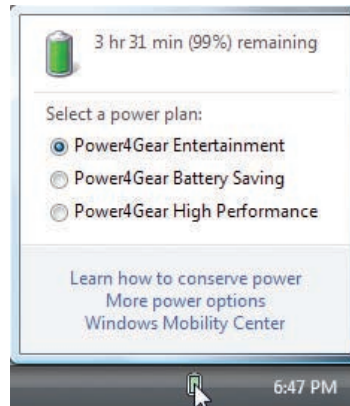 3 hr 31 min (99%) remaining
Select a power plan:
Power4Gear Entertainment
Power4Gear Battery Saving
Power4Gear High Performance
Learn how to conserve power
More power options
Windows Mobility Center
6:47 PM